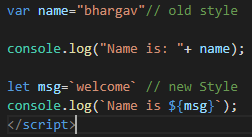 var name="bhargav"// old style
console.log("Name is: "+ name);
let msg=`welcome` // new Style
console.log(`Name is ${msg}`);
</script>